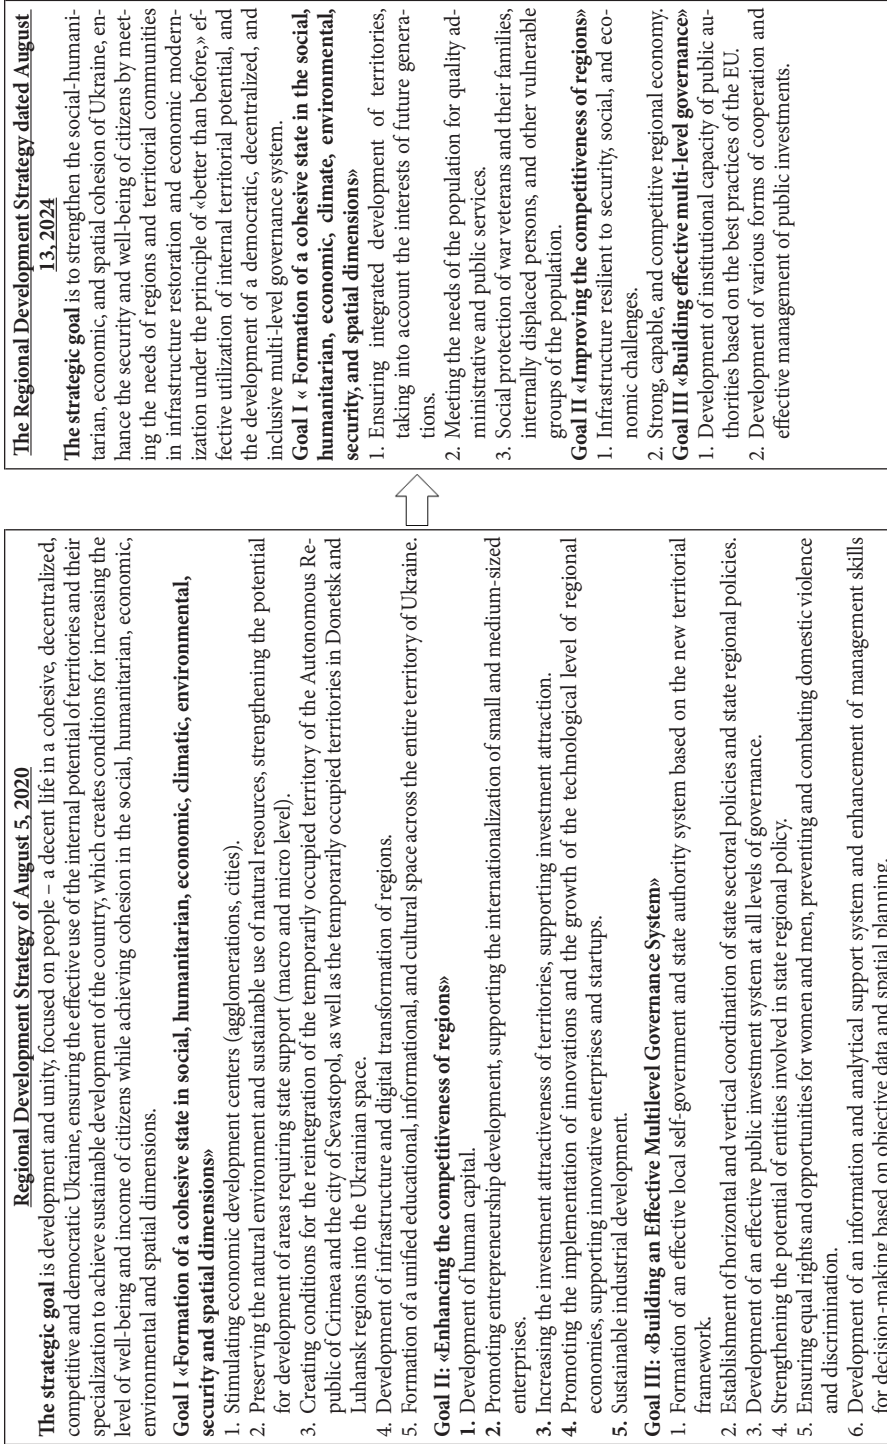 Regional Development Strategy of August 5, 2020
The strategic goal is development and unity, focused on people – a decent life in a cohesive, decentralized,
competitive and democratic Ukraine, ensuring the effective use of the internal potential of territories and their
specialization to achieve sustainable development of the country, which creates conditions for increasing the
level of well-being and income of citizens while achieving cohesion in the social, humanitarian, economic,
environmental and spatial dimensions.
Goal I «Formation of a cohesive state in social, humanitarian, economic, climatic, environmental,
security and spatial dimensions»
1. Stimulating economic development centers (agglomerations, cities).
2. Preserving the natural environment and sustainable use of natural resources, strengthening the potential
for development of areas requiring state support (macro and micro level).
3. Creating conditions for the reintegration of the temporarily occupied territory of the Autonomous Re-
public of Crimea and the city of Sevastopol, as well as the temporarily occupied territories in Donetsk and
Luhansk regions into the Ukrainian space.
4. Development of infrastructure and digital transformation of regions.
5. Formation of a unified educational, informational, and cultural space across the entire territory of Ukraine.
Goal II: «Enhancing the competitiveness of regions»
1. Development of human capital.
2. Promoting entrepreneurship development, supporting the internationalization of small and medium-sized
enterprises.
3. Increasing the investment attractiveness of territories, supporting investment attraction.
4. Promoting the implementation of innovations and the growth of the technological level of regional
economies, supporting innovative enterprises and startups.
5. Sustainable industrial development.
Goal III: «Building an Effective Multilevel Governance System»
1. Formation of an effective local self-government and state authority system based on the new territorial
framework.
2. Establishment of horizontal and vertical coordination of state sectoral policies and state regional policies.
3. Development of an effective public investment system at all levels of governance.
4. Strengthening the potential of entities involved in state regional policy.
5. Ensuring equal rights and opportunities for women and men, preventing and combating domestic violence
and discrimination.
6. Development of an information and analytical support system and enhancement of management skills
for decision-making based on objective data and spatial planning.
The Regional Development Strategy dated August
13, 2024
The strategic goal is to strengthen the social-humani-
tarian, economic, and spatial cohesion of Ukraine, en-
hance the security and well-being of citizens by meet-
ing the needs of regions and territorial communities
in infrastructure restoration and economic modern-
ization under the principle of «better than before,» ef-
fective utilization of internal territorial potential, and
the development of a democratic, decentralized, and
inclusive multi-level governance system.
Goal I « Formation of a cohesive state in the social,
humanitarian, economic, climate, environmental,
security, and spatial dimensions»
1. Ensuring integrated development of territories,
taking into account the interests of future genera-
tions.
2. Meeting the needs of the population for quality ad-
ministrative and public services.
3. Social protection of war veterans and their families,
internally displaced persons, and other vulnerable
groups of the population.
Goal II «Improving the competitiveness of regions»
1. Infrastructure resilient to security, social, and eco-
nomic challenges.
2. Strong, capable, and competitive regional economy.
Goal III «Building effective multi-level governance»
1. Development of institutional capacity of public au-
thorities based on the best practices of the EU.
2. Development of various forms of cooperation and
effective management of public investments.